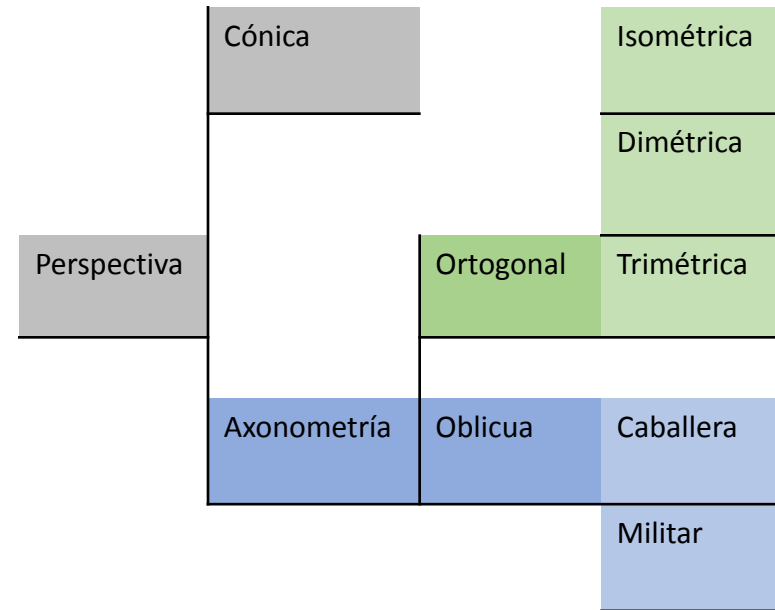 Cónica
Isométrica
Dimétrica
Perspectiva
Ortogonal
Trimétrica
Axonometría
Oblicua
Caballera
Militar